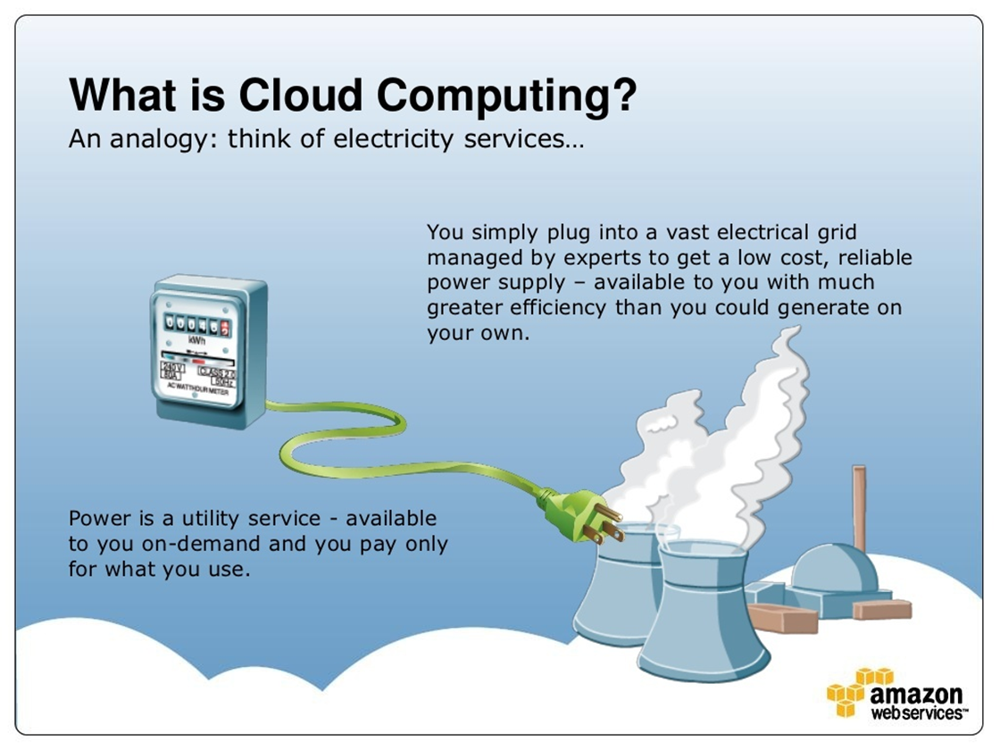 What is Cloud Computing?
An analogy: think of electricity services…
You simply plug into a vast electrical grid
managed by experts to get a low cost, reliable
power supply – available to you with much
greater efficiency than you could generate on
your own.
kWh
240 V
80A
CLASS 2.0
50Hz
AC WATTHOUR METER
Power is a utility service - available
to you on-demand and you pay only
for what you use.
amazon
webservices™